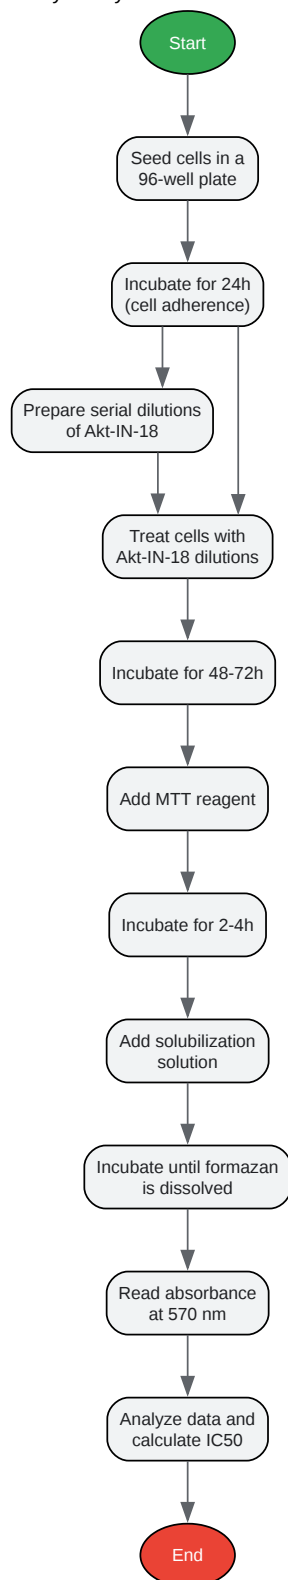 Start
Seed cells in a
96-well plate
Incubate for 24h
(cell adherence)
Prepare serial dilutions
of Akt-IN-18
Treat cells with
Akt-IN-18 dilutions
Incubate for 48-72h
Add MTT reagent
Incubate for 2-4h
Add solubilization
solution
Incubate until formazan
is dissolved
Read absorbance
at 570 nm
Analyze data and
calculate IC50
End